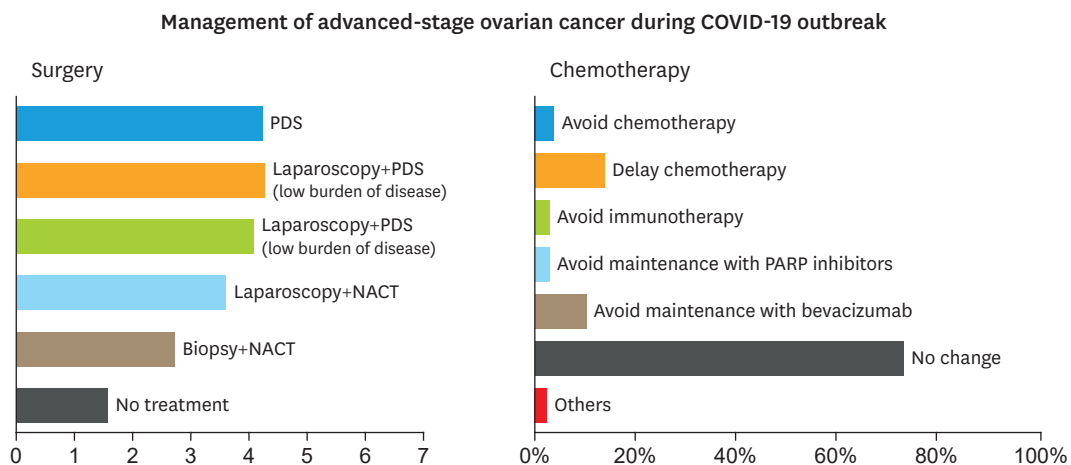 Management of advanced-stage ovarian cancer during COVID-19 outbreak
Surgery
PDS
Laparoscopy+PDS
(low burden of disease)
Laparoscopy+PDS
(low burden of disease)
Laparoscopy+NACT
Biopsy+NACT
No treatment
0 1 2 3 4 5 6 7
Chemotherapy
Avoid chemotherapy
Delay chemotherapy
Avoid immunotherapy
Avoid maintenance with PARP inhibitors
Avoid maintenance with bevacizumab
No change
Others
0% 20% 40% 60% 80% 100%